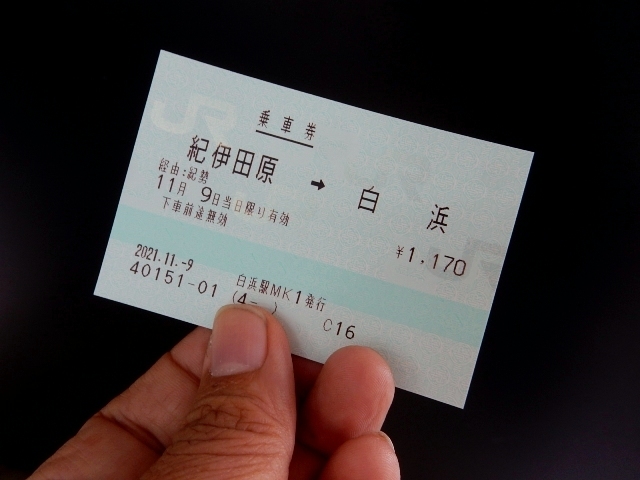 乗車券
紀伊田原 → 白浜
経由:紀勢
¥1,170
11月 9日当日限り有効
下車前途無効
2021.11.-9 白浜駅MK1発行
40151-01 (4- ) C16